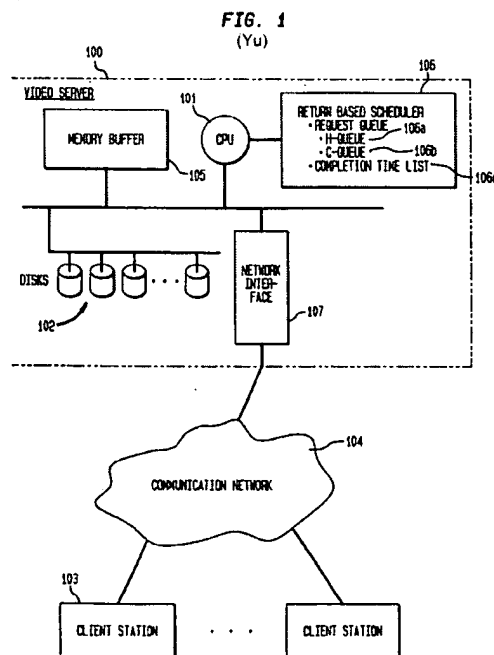 FIG. 1
(Yu)
100
VIDEO SERVER
MEMORY BUFFER
105
101
CPU
106
RETURN BASED SCHEDULER
• REQUEST QUEUE
• H-QUEUE 106a
• C-QUEUE 106b
• COMPLETION TIME LIST 106c
DISKS
102
NETWORK
INTER-
FACE
107
104
COMMUNICATION NETWORK
103
CLIENT STATION
CLIENT STATION